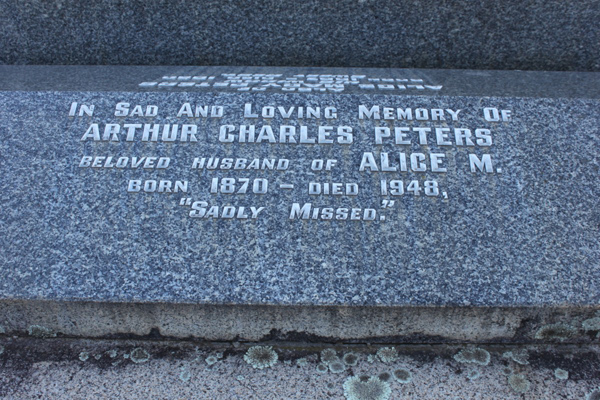 In Sad And Loving Memory Of
ARTHUR CHARLES PETERS
BELOVED HUSBAND OF ALICE M.
BORN 1870 – DIED 1948,
"Sadly Missed."